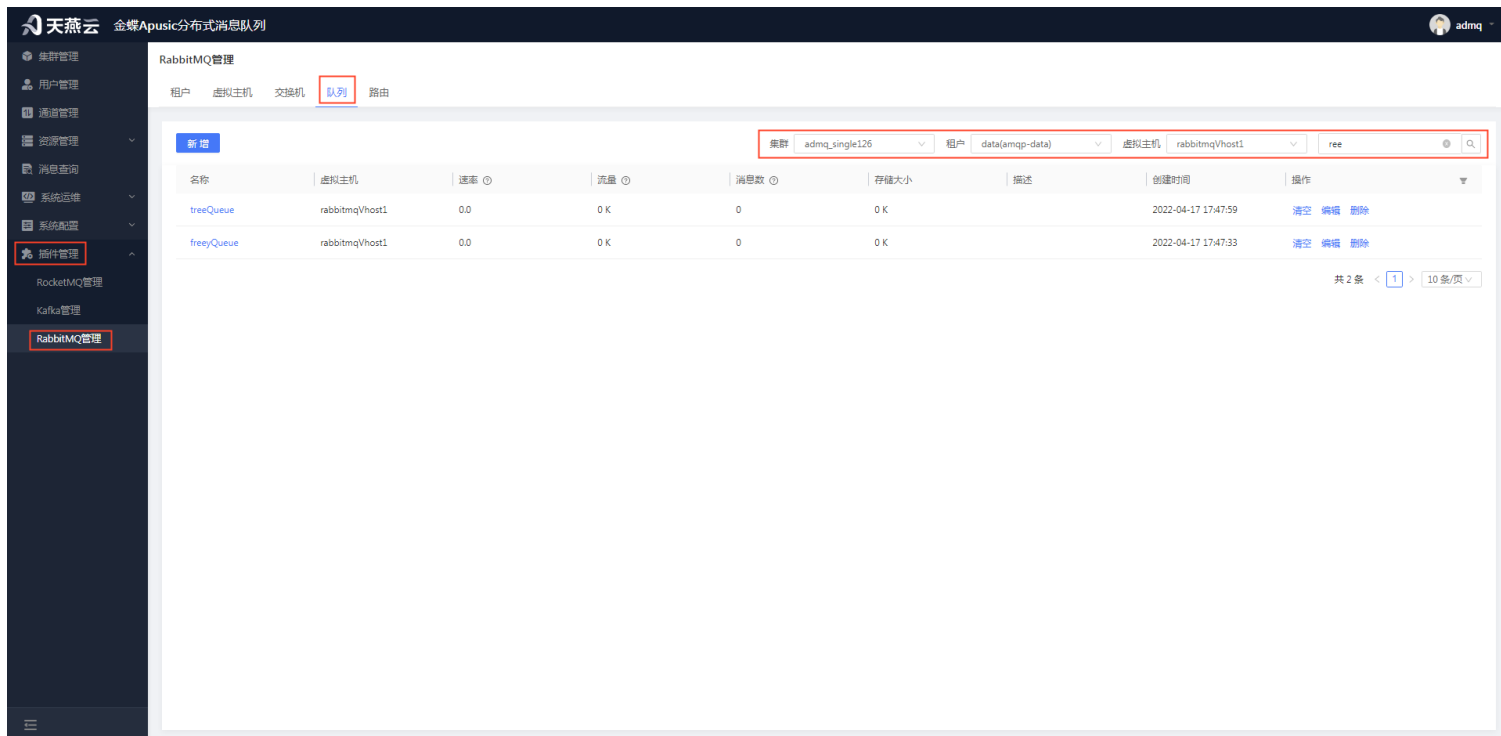 天燕云 金蝶Apusic分布式消息队列 admq
集群管理
用户管理
通道管理
资源管理
消息查询
系统运维
系统配置
插件管理
RocketMQ管理
Kafka管理
RabbitMQ管理
RabbitMQ管理
租户 虚拟主机 交换机 队列 路由
新增 集群 admq_single126 租户 data(amqp-data) 虚拟主机 rabbitmqVhost1 ree
名称 虚拟主机 速率 流量 消息数 存储大小 描述 创建时间 操作
treeQueue rabbitmqVhost1 0.0 0 K 0 0 K 2022-04-17 17:47:59 清空 编辑 删除
freeyQueue rabbitmqVhost1 0.0 0 K 0 0 K 2022-04-17 17:47:33 清空 编辑 删除
共 2 条 < 1 > 10 条/页